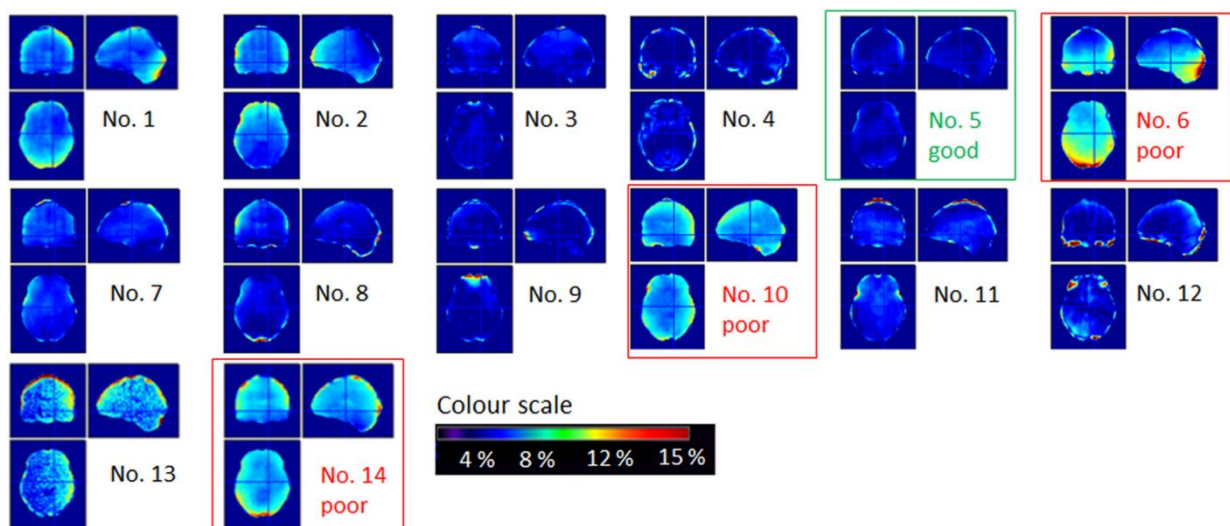 No. 1
No. 2
No. 3
No. 4
No. 5
good
No. 6
poor
No. 7
No. 8
No. 9
No. 10
poor
No. 11
No. 12
No. 13
No. 14
poor
Colour scale
4 % 8 % 12 % 15 %